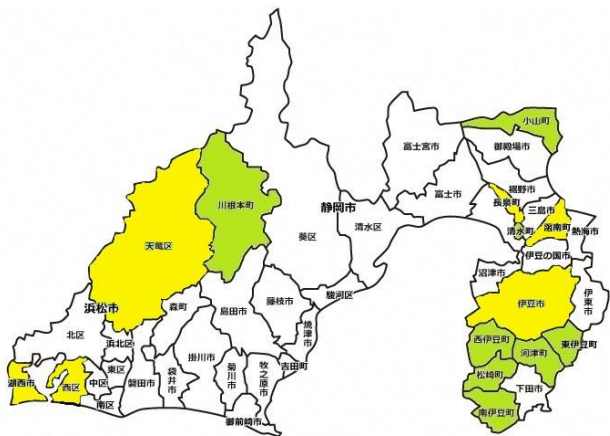 小山町
御殿場市
富士宮市
裾野市
富士市
長泉町
三島市
川根本町
静岡市
清水町
函南町
熱海市
葵区
清水区
天竜区
伊豆の国市
沼津市
駿河区
伊豆市
伊東市
浜松市
森町
島田市
藤枝市
焼津市
北区
浜北区
西伊豆町
東伊豆町
河津町
掛川市
吉田町
東区
菊川市
牧之原市
湖西市
西区
中区
磐田市
袋井市
松崎町
下田市
南区
南伊豆町
御前崎市